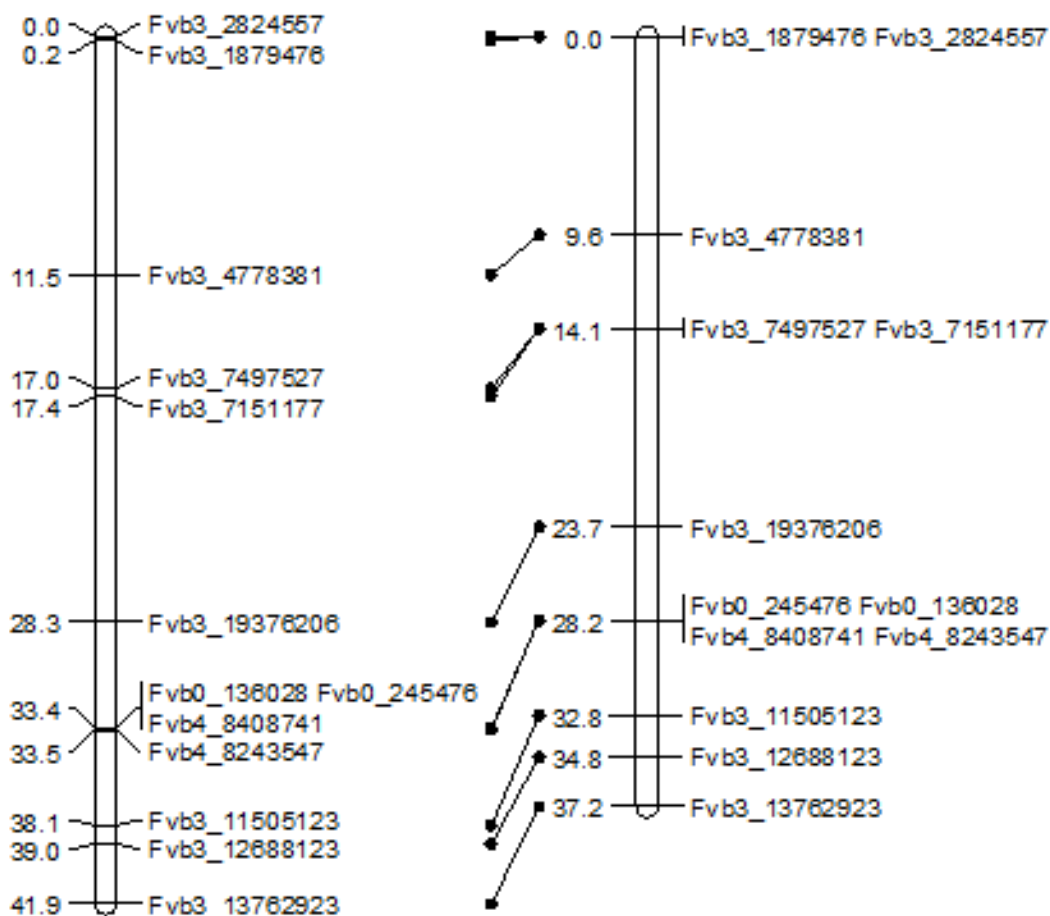 0.0 Fvb3_2824557
0.2 Fvb3_1879476
11.5 Fvb3_4778381
17.0 Fvb3_7497527
17.4 Fvb3_7151177
28.3 Fvb3_19376206
33.4 Fvb0_136028 Fvb0_245476
Fvb4_8408741
33.5 Fvb4_8243547
38.1 Fvb3_11505123
39.0 Fvb3_12688123
41.9 Fvb3_13762923
0.0 Fvb3_1879476 Fvb3_2824557
9.6 Fvb3_4778381
14.1 Fvb3_7497527 Fvb3_7151177
23.7 Fvb3_19376206
28.2 Fvb0_245476 Fvb0_136028
Fvb4_8408741 Fvb4_8243547
32.8 Fvb3_11505123
34.8 Fvb3_12688123
37.2 Fvb3_13762923